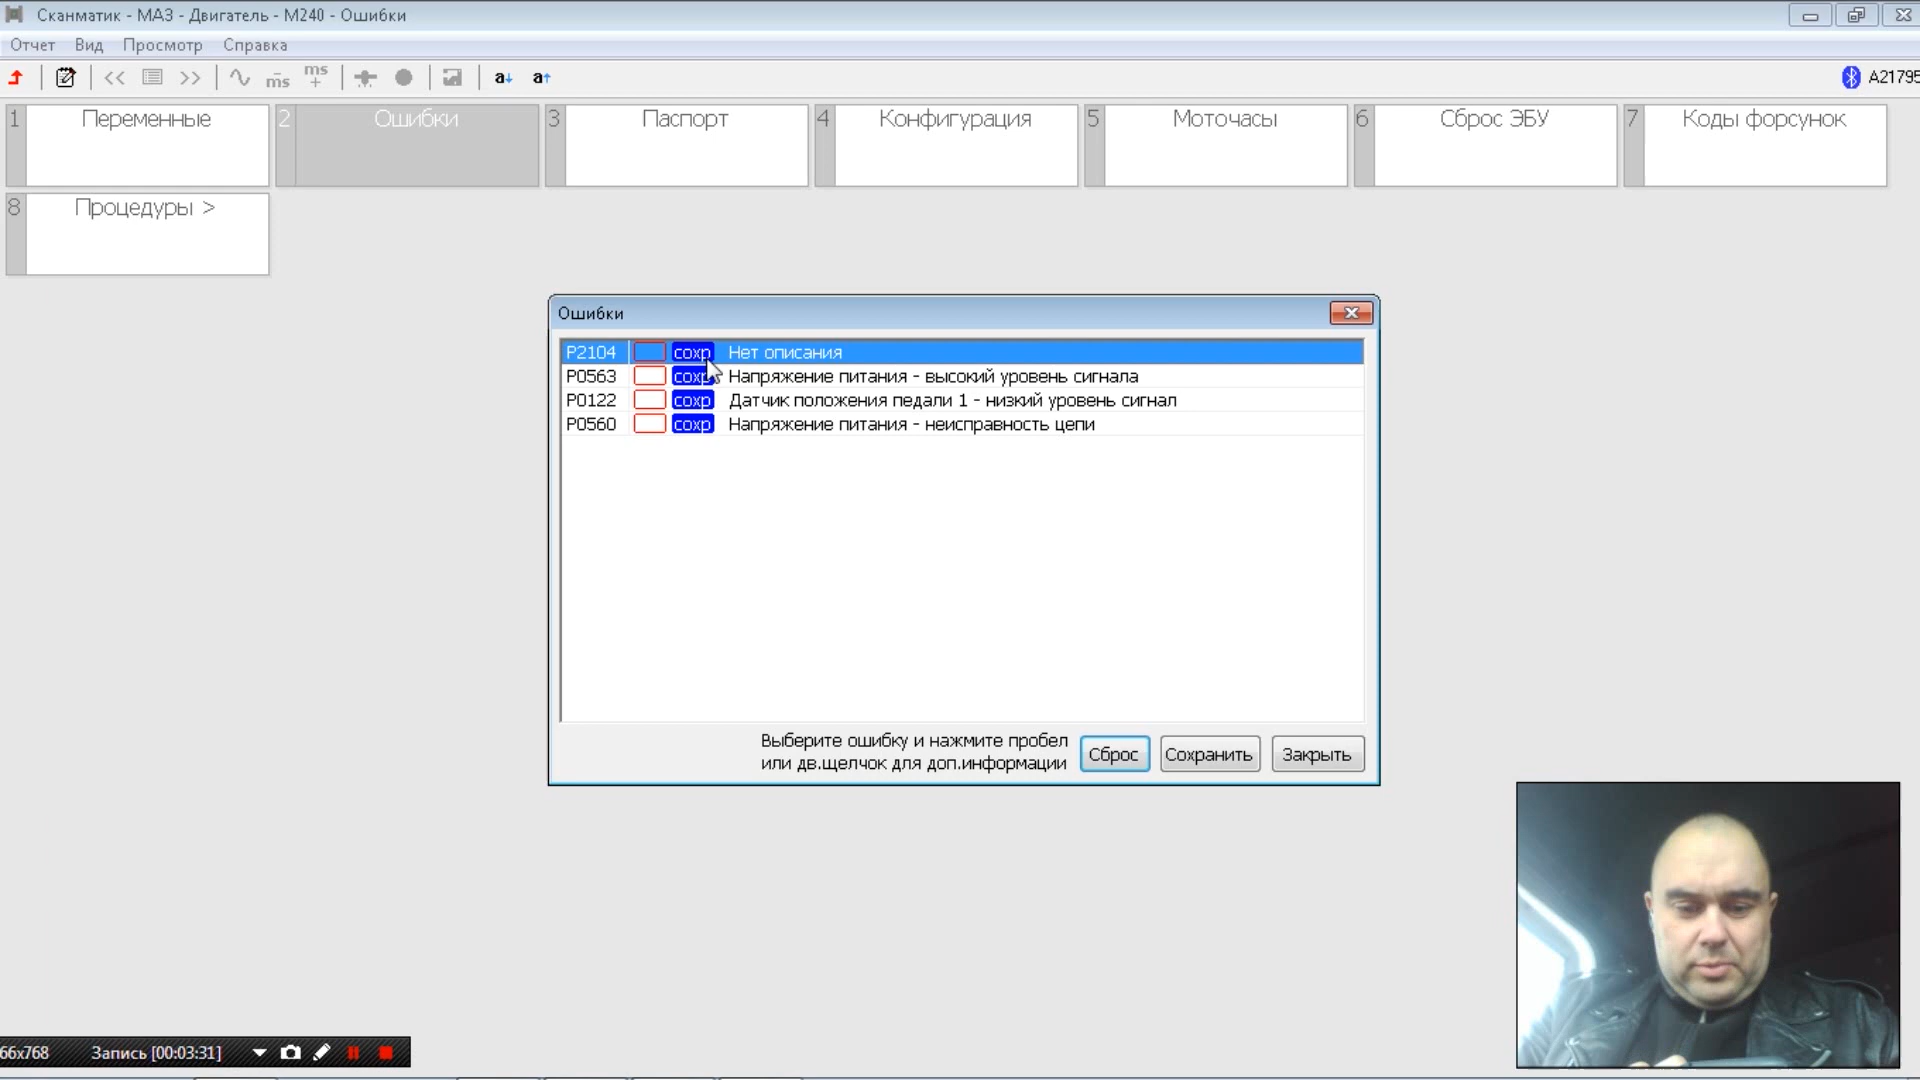 Сканматик - МАЗ - Двигатель - М240 - Ошибки
Отчет Вид Просмотр Справка
<< >> ms ms a a A21795
1 Переменные
2 Ошибки
3 Паспорт
4 Конфигурация
5 Моточасы
6 Сброс ЭБУ
7 Коды форсунок
8 Процедуры >
Ошибки
P2104 сохр Нет описания
P0563 сохр Напряжение питания - высокий уровень сигнала
P0122 сохр Датчик положения педали 1 - низкий уровень сигнал
P0560 сохр Напряжение питания - неисправность цепи
Выберите ошибку и нажмите пробел
или дв.щелчок для доп.информации
Сброс Сохранить Закрыть
66x768 Запись [00:03:31]